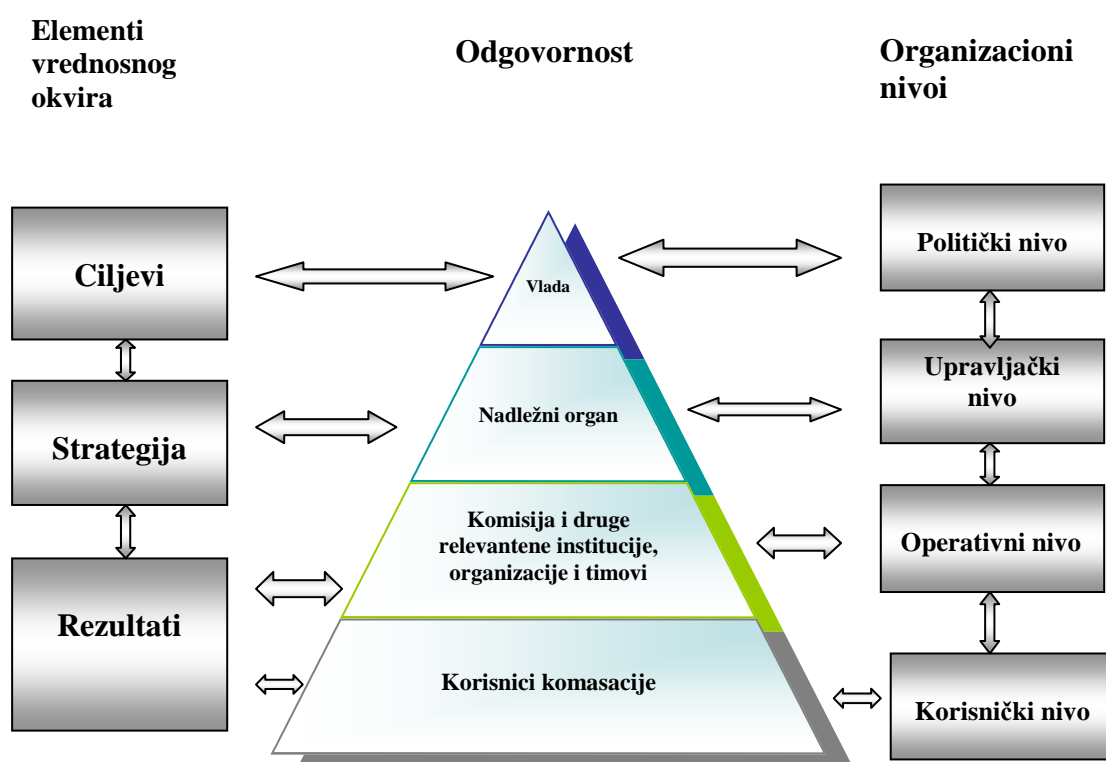 Elementi
vrednosnog
okvira
Odgovornost
Organizacioni
nivoi
Ciljevi
Vlada
Politički nivo
Strategija
Nadležni organ
Upravljački
nivo
Rezultati
Komisija i druge
relevantene institucije,
organizacije i timovi
Operativni nivo
Korisnici komasacije
Korisnički nivo